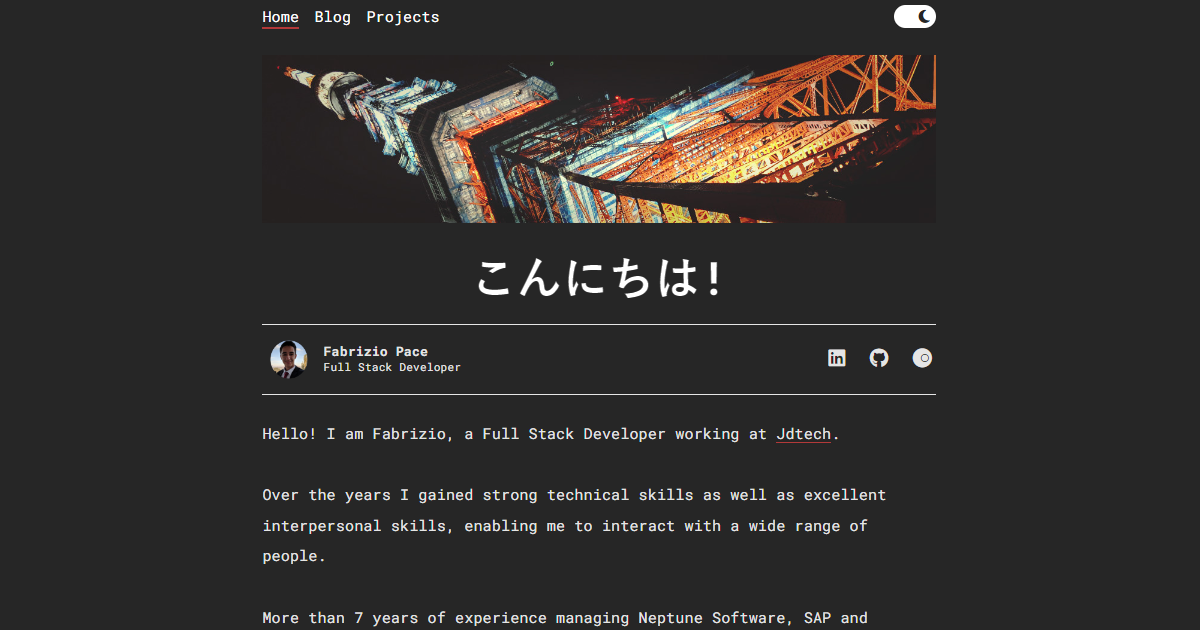 Home Blog Projects
こんにちは!
Fabrizio Pace
Full Stack Developer
in
Hello! I am Fabrizio, a Full Stack Developer working at Jdtech.
Over the years I gained strong technical skills as well as excellent
interpersonal skills, enabling me to interact with a wide range of
people.
More than 7 years of experience managing Neptune Software, SAP and